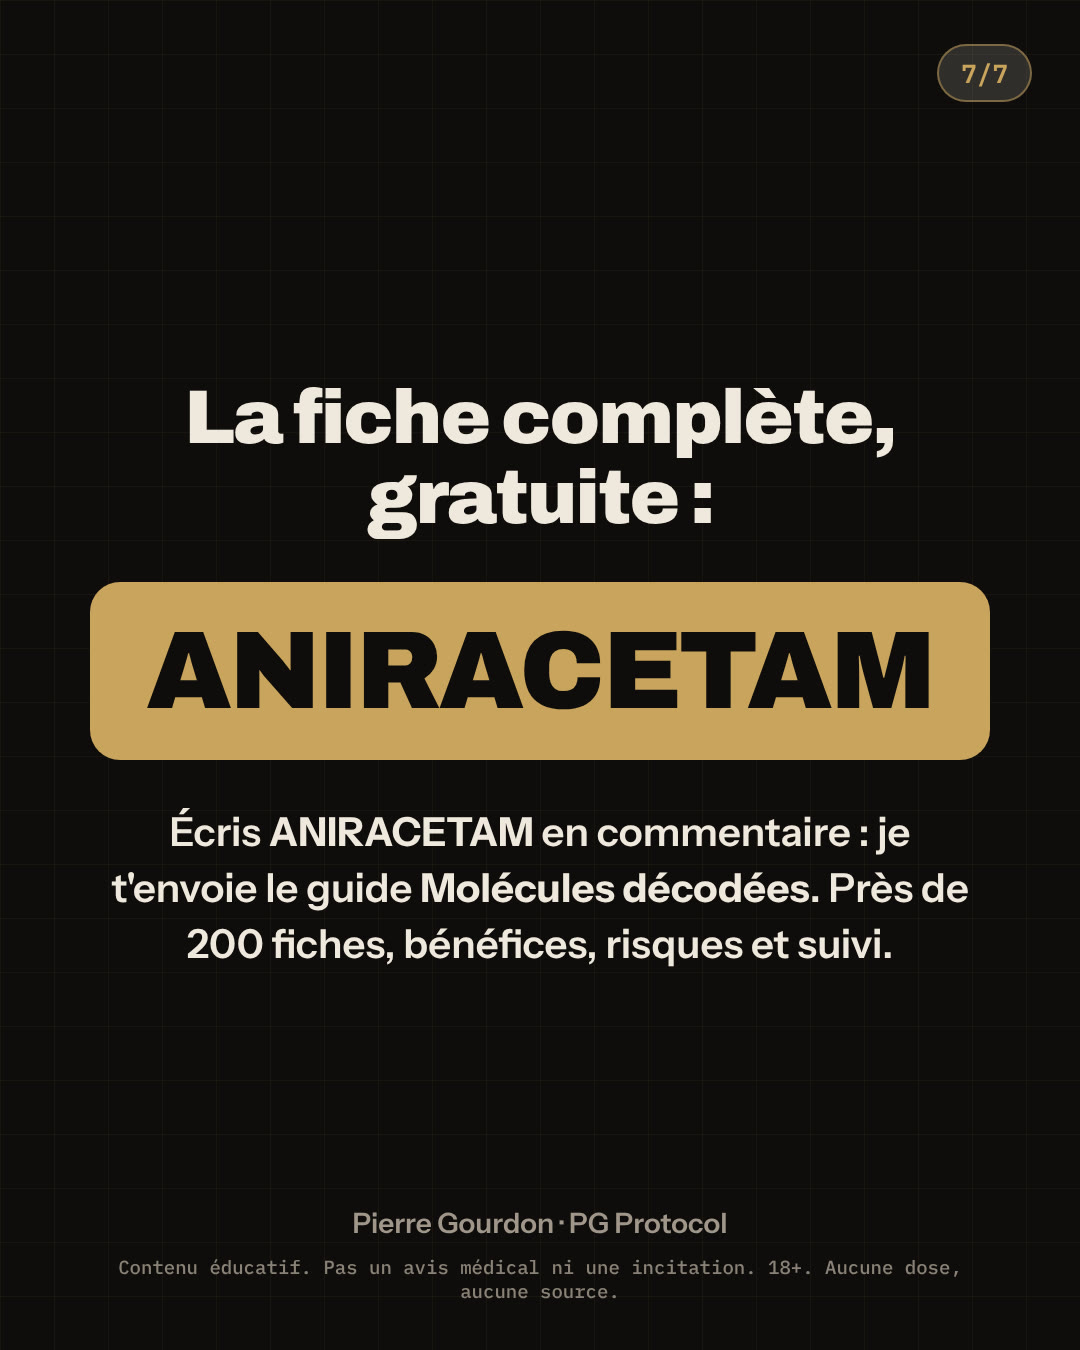 7/7
La fiche complète,
gratuite :
ANIRACETAM
Écris ANIRACETAM en commentaire : je
t'envoie le guide Molécules décodées. Près de
200 fiches, bénéfices, risques et suivi.
Pierre Gourdon · PG Protocol
Contenu éducatif. Pas un avis médical ni une incitation. 18+. Aucune dose,
aucune source.